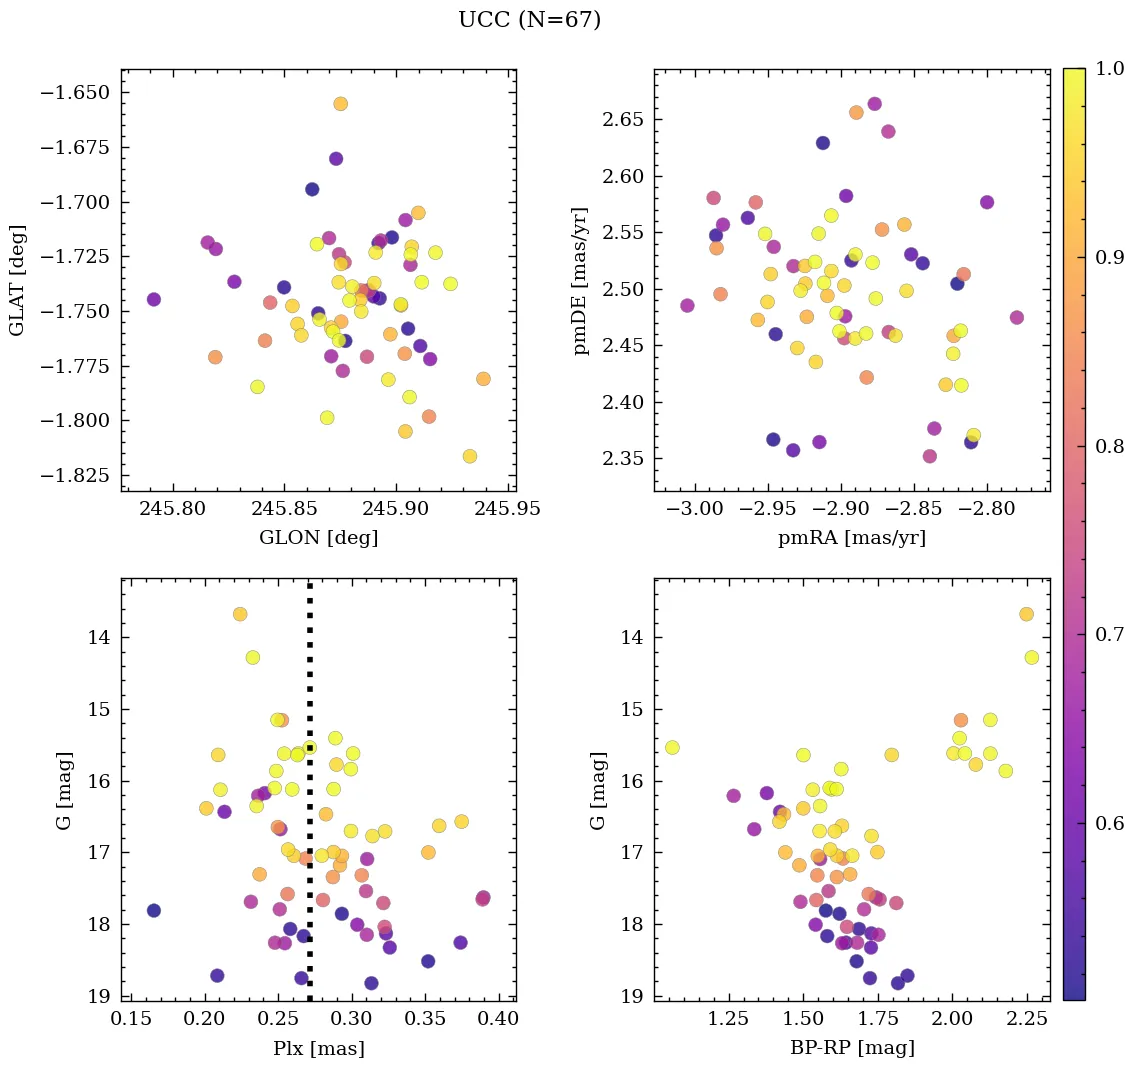 UCC (N=67)
−1.650
−1.675
−1.700
−1.725
−1.750
−1.775
−1.800
−1.825
GLAT [deg]
245.80 245.85 245.90 245.95
GLON [deg]
2.65
2.60
2.55
2.50
2.45
2.40
2.35
pmDE [mas/yr]
−3.00 −2.95 −2.90 −2.85 −2.80
pmRA [mas/yr]
14
15
16
17
18
19
G [mag]
0.15 0.20 0.25 0.30 0.35 0.40
Plx [mas]
14
15
16
17
18
19
G [mag]
1.25 1.50 1.75 2.00 2.25
BP-RP [mag]
1.0
0.9
0.8
0.7
0.6